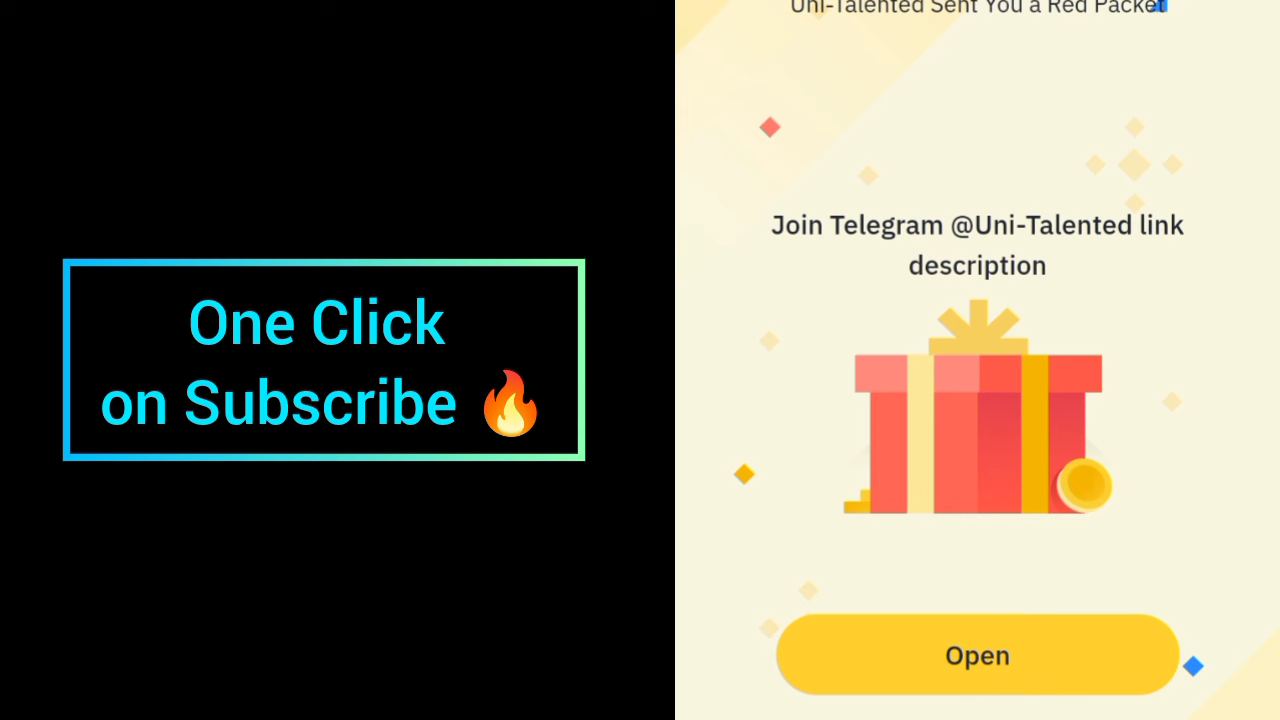 One Click
on Subscribe 🔥
Uni-Talented Sent You a Red Packet
Join Telegram @Uni-Talented link
description
Open